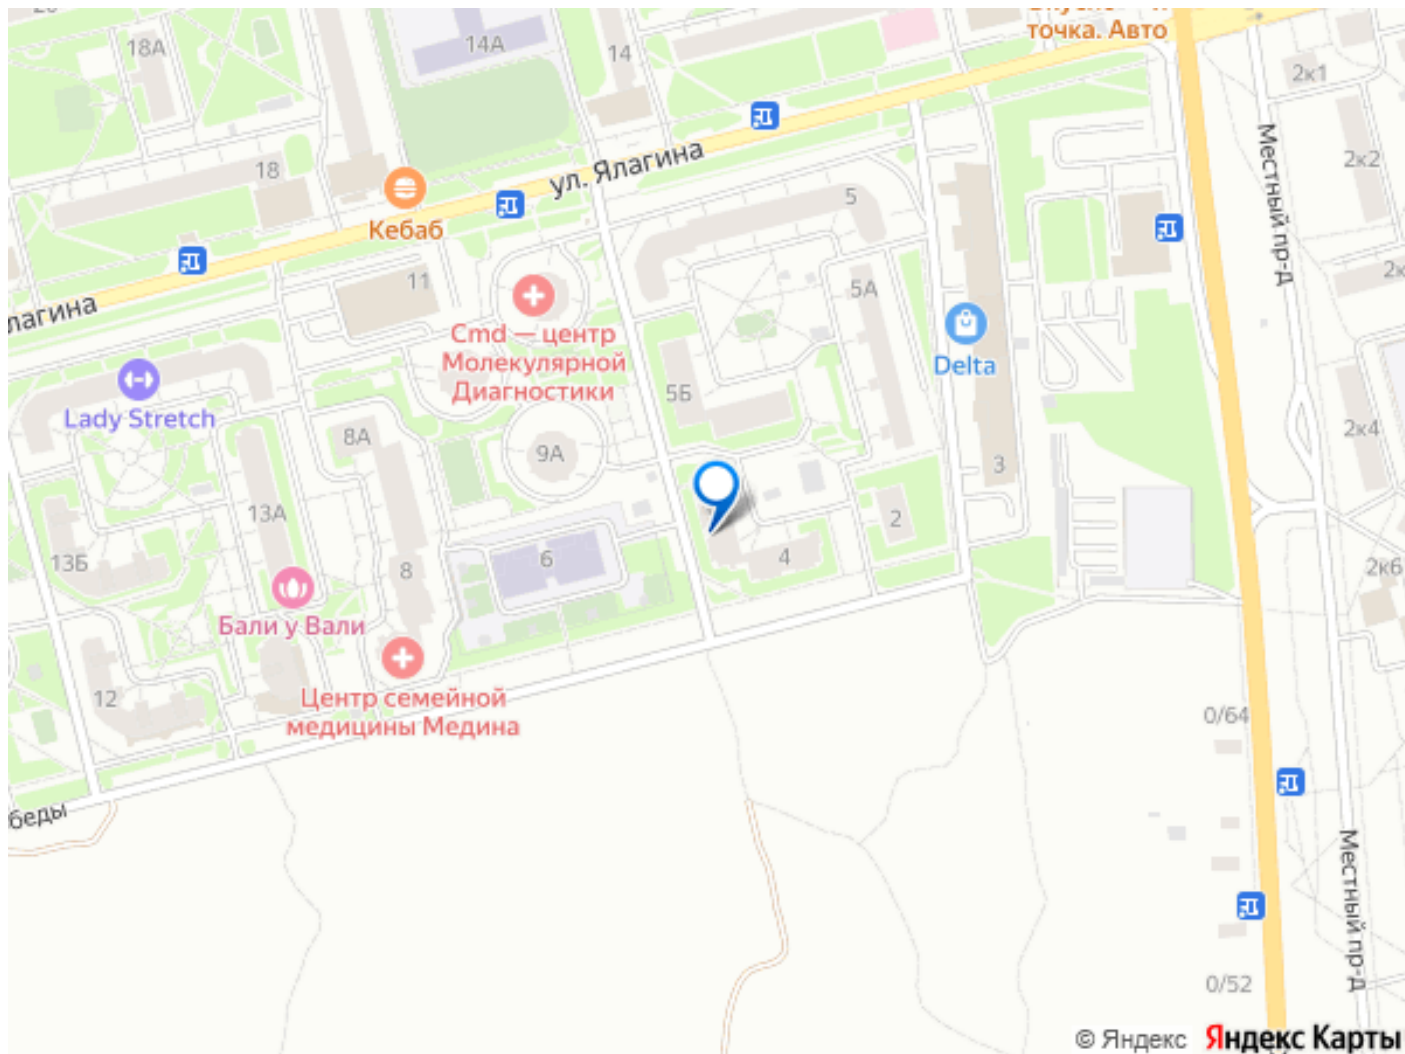 точка. Авто
18А
14А
14
2к1
Местный пр-д
2к2
ул. Ялагина
18
Кебаб
5
11
5А
Cmd — центр
Молекулярной
Диагностики
Delta
Lady Stretch
5Б
8А
9А
2к4
3
13А
2
13Б
6
4
8
2к6
Бали у Вали
12
Центр семейной
медицины Медина
0/64
беды
Местный пр-д
0/52
© Яндекс Яндекс Карты